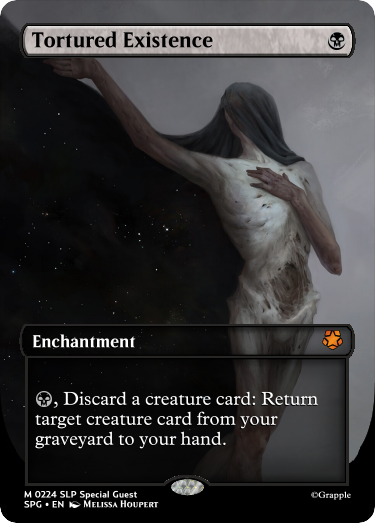 Tortured Existence
Enchantment
, Discard a creature card: Return
target creature card from your
graveyard to your hand.
M 0224 SLP Special Guest
SPG • EN Melissa Houpert
©Grapple